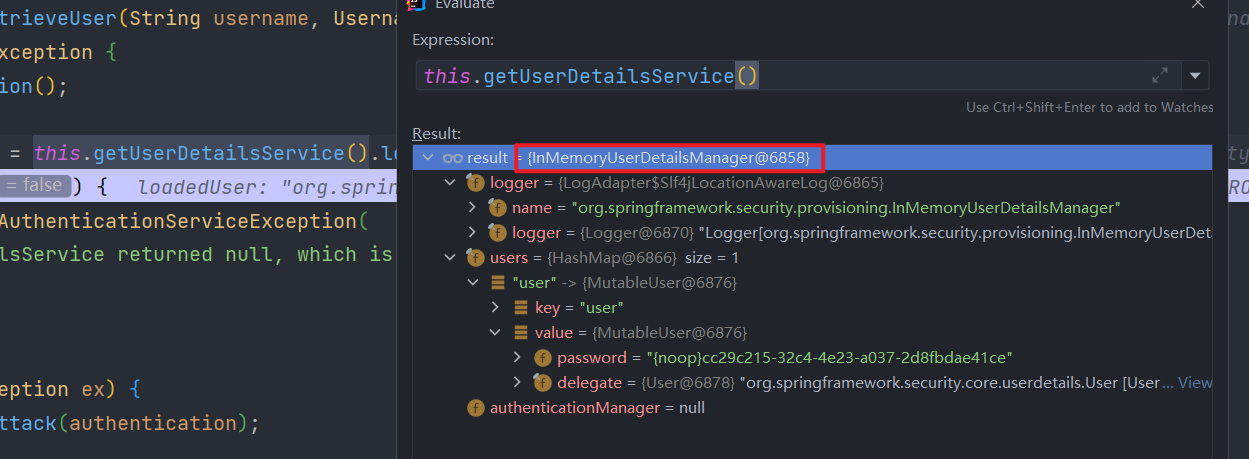 trieveUser(String username, Userna
Evaluate
xception {
Expression:
ion();
this.getUserDetailsService()
Use Ctrl+Shift+Enter to add to Watches
Result:
= this.getUserDetailsService().lo
result = {InMemoryUserDetailsManager@6858}
= false ) { loadedUser: "org.sprin
logger = {LogAdapter$Slf4jLocationAwareLog@6865}
AuthenticationServiceException(
name = "org.springframework.security.provisioning.InMemoryUserDetailsManager"
logger = {Logger@6870} "Logger[org.springframework.security.provisioning.InMemoryUserDet
lsService returned null, which is
users = {HashMap@6866} size = 1
"user" -> {MutableUser@6876}
key = "user"
value = {MutableUser@6876}
password = "{noop}cc29c215-32c4-4e23-a037-2d8fbdae41ce"
eption ex) {
delegate = {User@6878} "org.springframework.security.core.userdetails.User [User... View
authenticationManager = null
ttack(authentication);